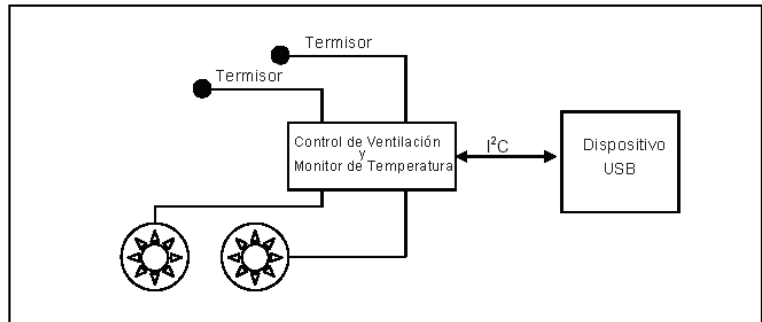 Termisor
Termisor
Control de Ventilación
y
Monitor de Temperatura
I²C
Dispositivo
USB